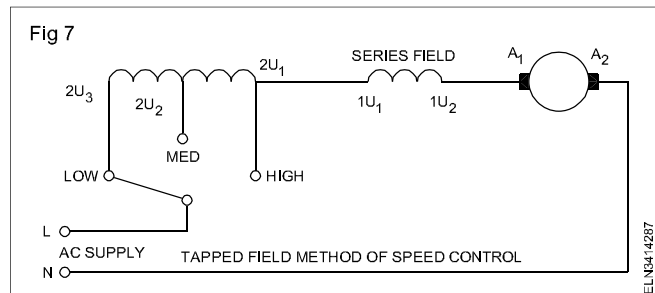 Fig 7
2U3
2U2
2U1
SERIES FIELD
1U1
1U2
A1
A2
MED
LOW
HIGH
L
AC SUPPLY
N
TAPPED FIELD METHOD OF SPEED CONTROL
ELN3414287